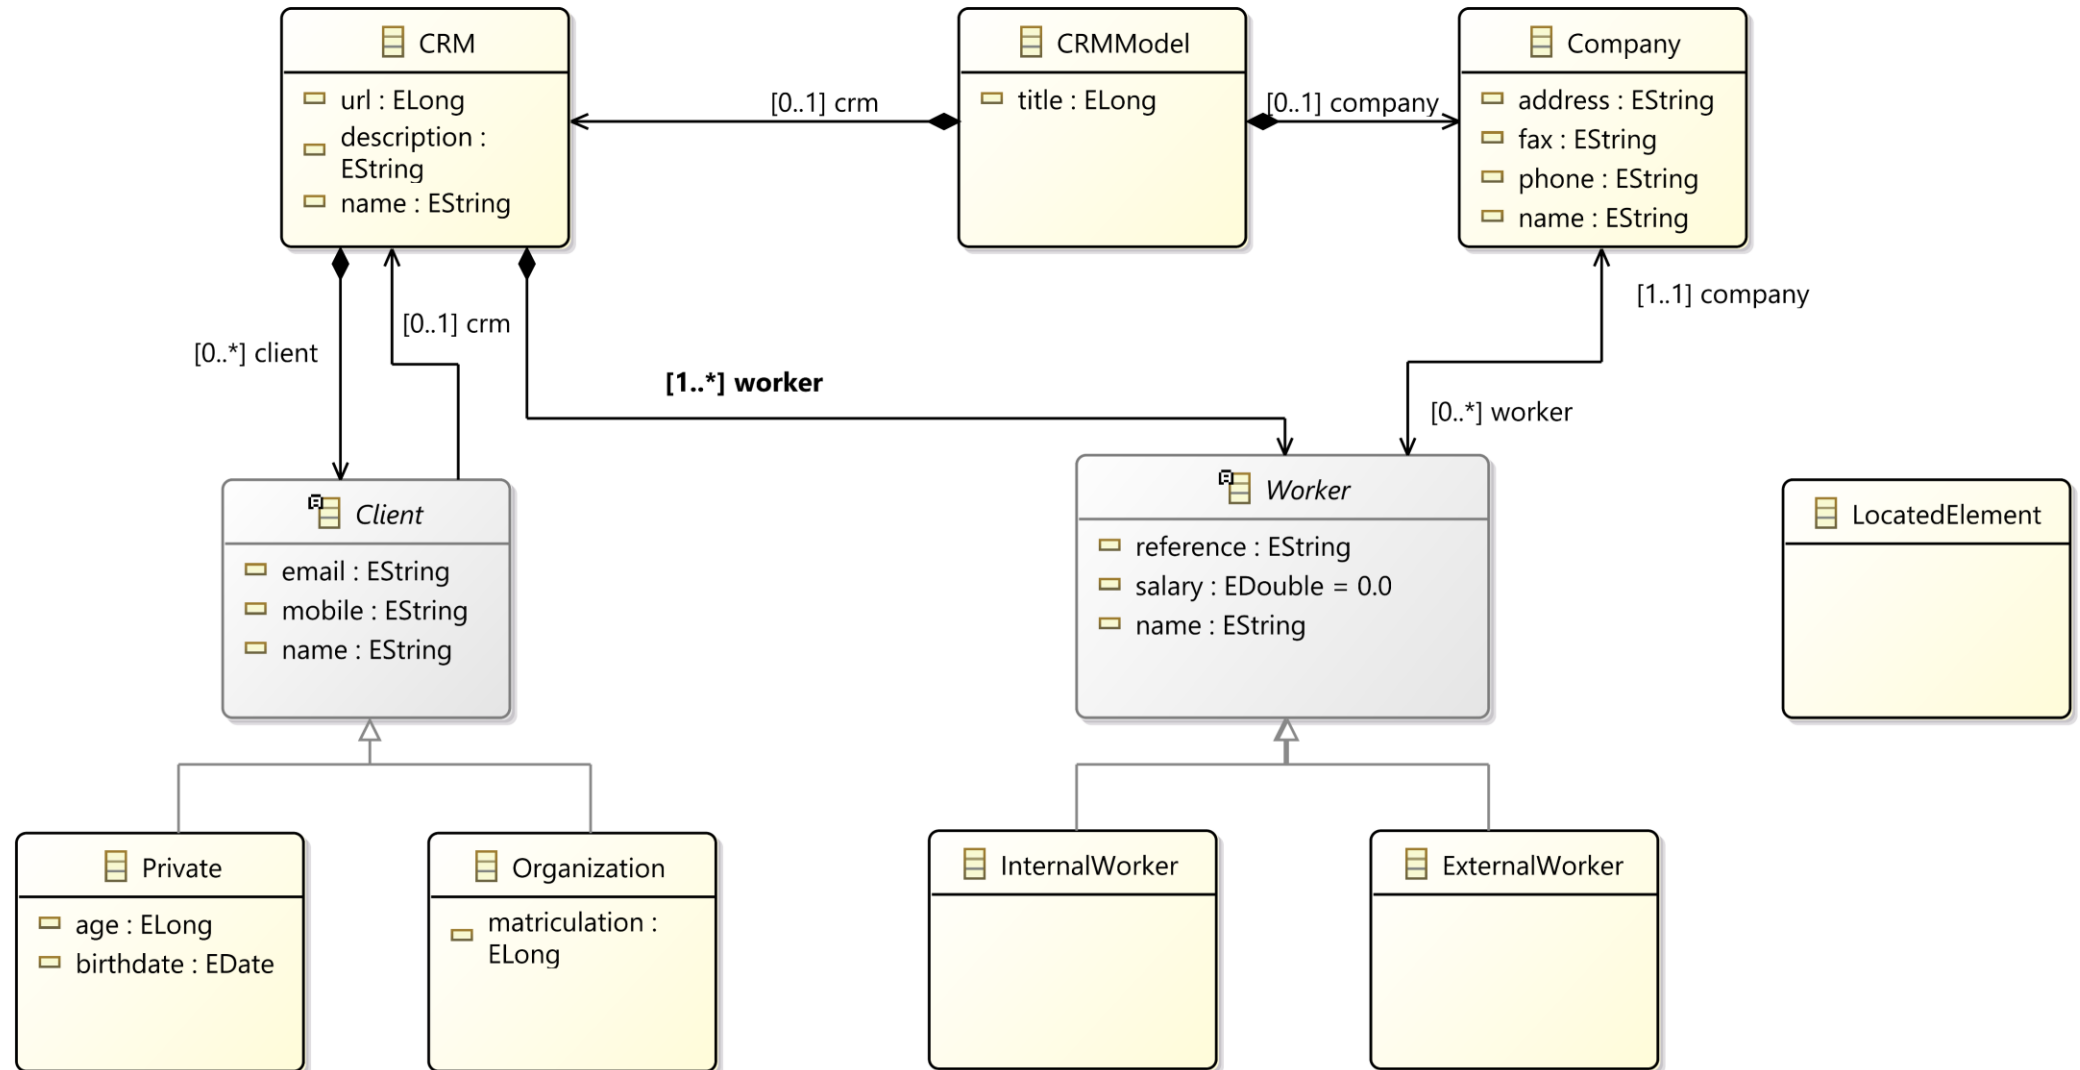 CRM
url : ELong
description :
EString
name : EString
[0..1] crm
CRMModel
title : ELong
[0..1] company
Company
address : EString
fax : EString
phone : EString
name : EString
[0..*] client
[0..1] crm
[1..*] worker
[1..1] company
[0..*] worker
Client
email : EString
mobile : EString
name : EString
Worker
reference : EString
salary : EDouble = 0.0
name : EString
LocatedElement
Private
age : ELong
birthdate : EDate
Organization
matriculation :
ELong
InternalWorker
ExternalWorker